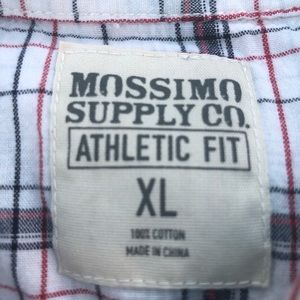 MOSSIMO
SUPPLY CO.
ATHLETIC FIT
XL
100% COTTON
MADE IN CHINA